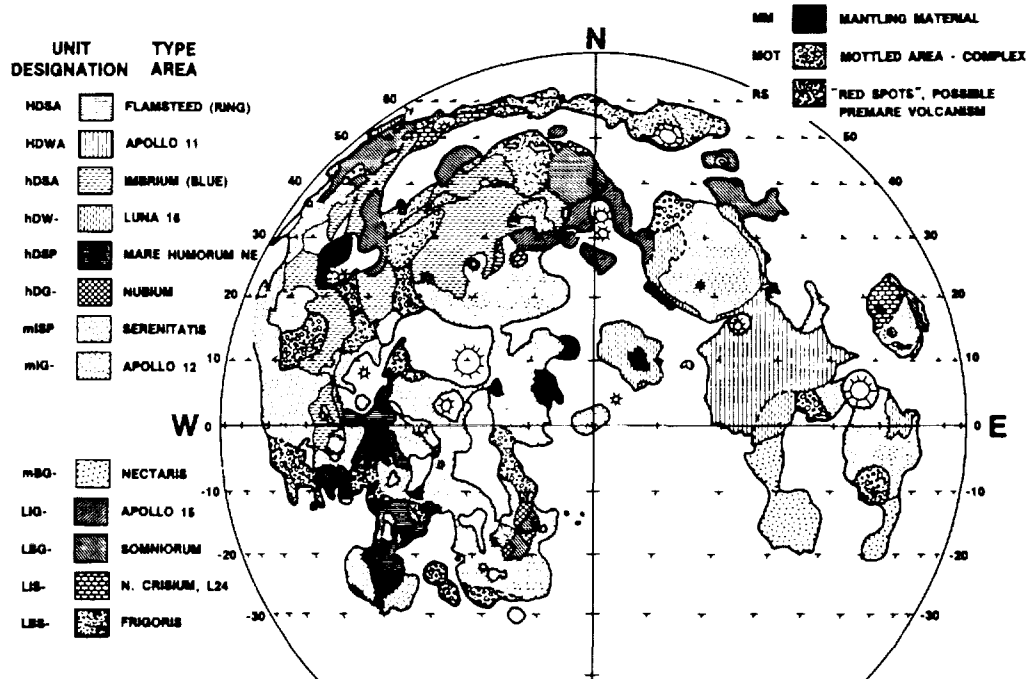 UNIT TYPE
DESIGNATION AREA
HDSA FLAMSTEED (RING)
HDWA APOLLO 11
hDSA IMBRIUM (BLUE)
hDW- LUNA 16
hDSP MARE HUMORUM NE
hDG- NUBIUM
mISP SERENITATIS
mIG- APOLLO 12
mBG- NECTARIS
LIG- APOLLO 15
LBG- SOMNIORUM
LIS- N. CRISIUM, L24
LBS- FRIGORIS
MM MANTLING MATERIAL
MOT MOTTLED AREA - COMPLEX
RS "RED SPOTS", POSSIBLE
PREMARE VOLCANISM
N
50 50
40 40
30 30
20 20
10 10
W 0 0 E
-10 -10
-20 -20
-30 -30